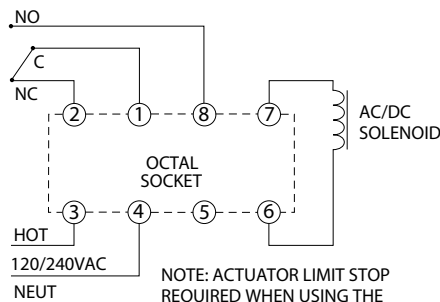 NO
C
NC
2
1
8
7
AC/DC
SOLENOID
OCTAL
SOCKET
3
4
5
6
HOT
120/240VAC
NEUT
NOTE: ACTUATOR LIMIT STOP
REQUIRED WHEN USING THE